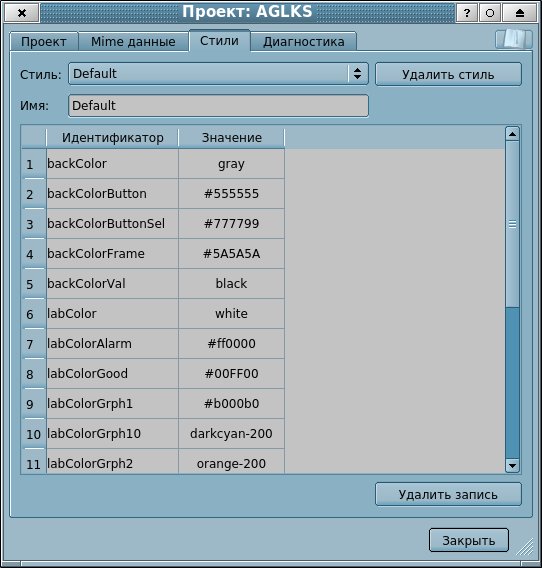 Проект: AGLKS
Проект Mime данные Стили Диагностика
Стиль: Default Удалить стиль
Имя: Default
Идентификатор Значение
1 backColor gray
2 backColorButton #555555
3 backColorButtonSel #777799
4 backColorFrame #5A5A5A
5 backColorVal black
6 labColor white
7 labColorAlarm #ff0000
8 labColorGood #00FF00
9 labColorGrph1 #b000b0
10 labColorGrph10 darkcyan-200
11 labColorGrph2 orange-200
Удалить запись
Закрыть